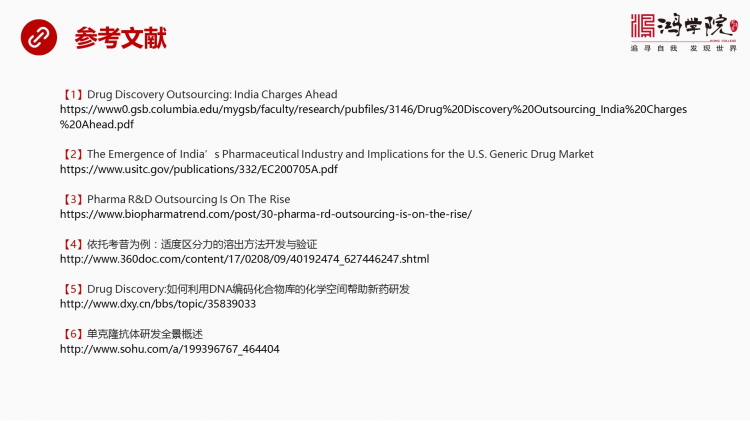 参考文献
鸿学院
HONG COLLEGE
追寻自我 发现世界
【1】Drug Discovery Outsourcing: India Charges Ahead
https://www0.gsb.columbia.edu/mygsb/faculty/research/pubfiles/3146/Drug%20Discovery%20Outsourcing_India%20Charges
%20Ahead.pdf
【2】The Emergence of India’s Pharmaceutical Industry and Implications for the U.S. Generic Drug Market
https://www.usitc.gov/publications/332/EC200705A.pdf
【3】Pharma R&D Outsourcing Is On The Rise
https://www.biopharmatrend.com/post/30-pharma-rd-outsourcing-is-on-the-rise/
【4】依托考昔为例：适度区分力的溶出方法开发与验证
http://www.360doc.com/content/17/0208/09/40192474_627446247.shtml
【5】Drug Discovery:如何利用DNA编码化合物库的化学空间帮助新药研发
http://www.dxy.cn/bbs/topic/35839033
【6】单克隆抗体研发全景概述
http://www.sohu.com/a/199396767_464404